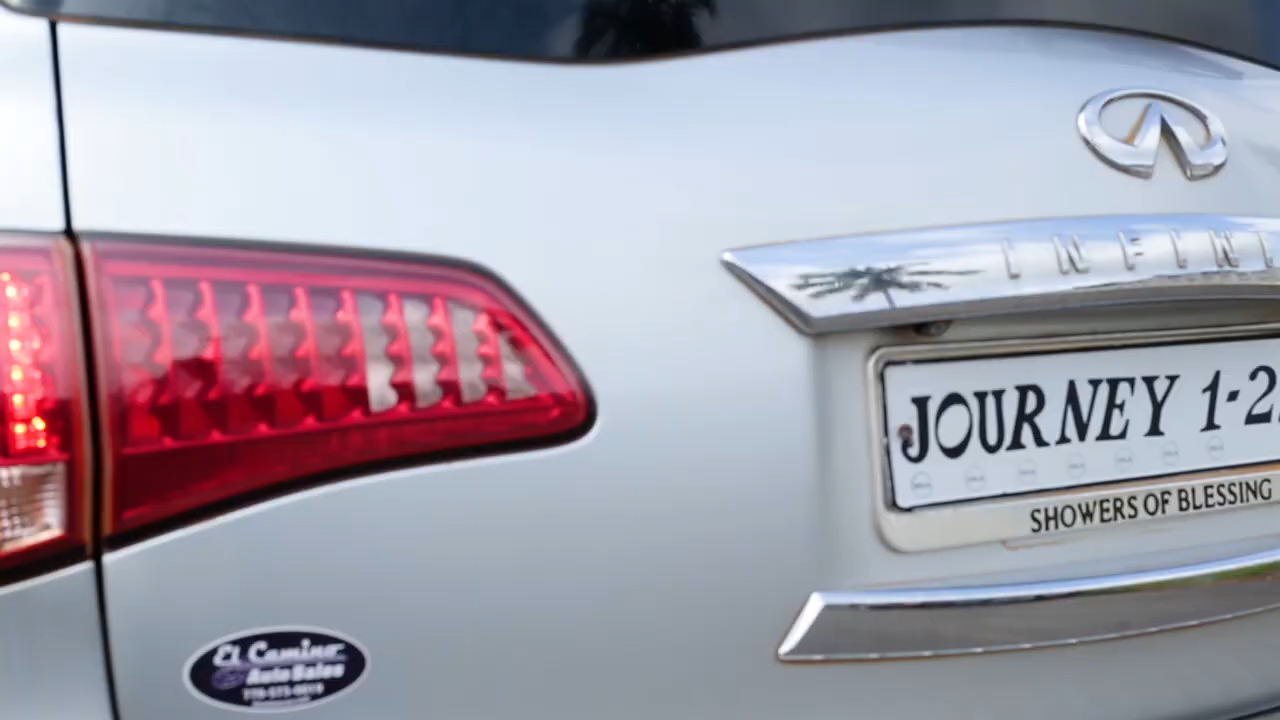 INFINI
JOURNEY 1-2
SHOWERS OF BLESSING
El Camino
Auto Sales